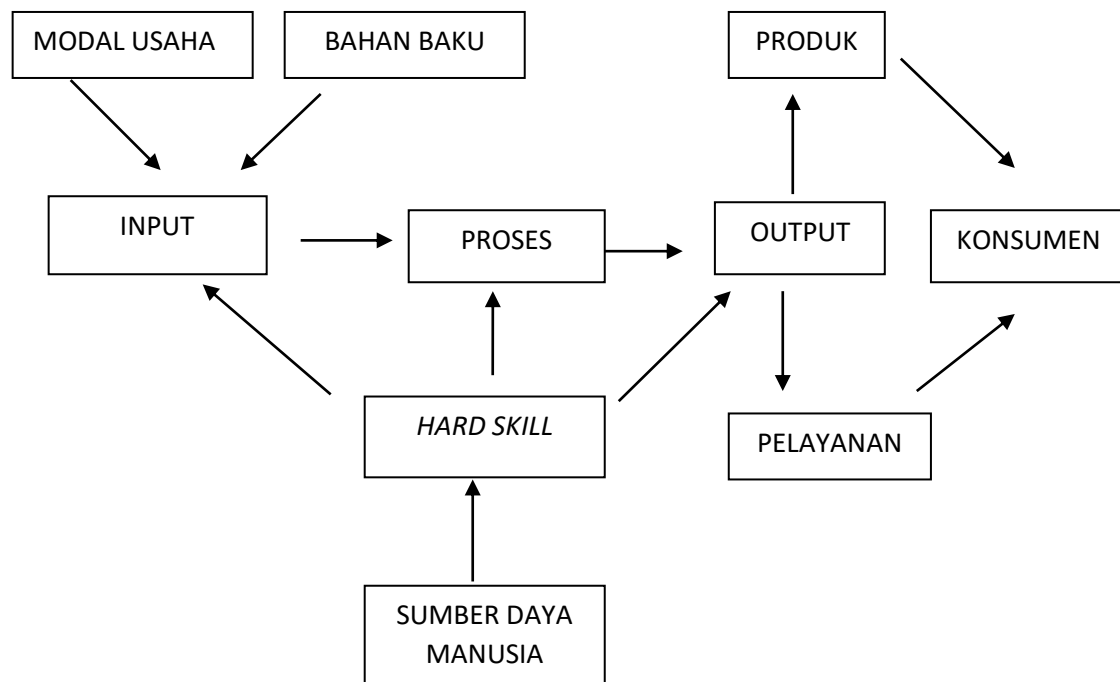 MODAL USAHA
BAHAN BAKU
PRODUK
INPUT
PROSES
OUTPUT
KONSUMEN
HARD SKILL
PELAYANAN
SUMBER DAYA
MANUSIA